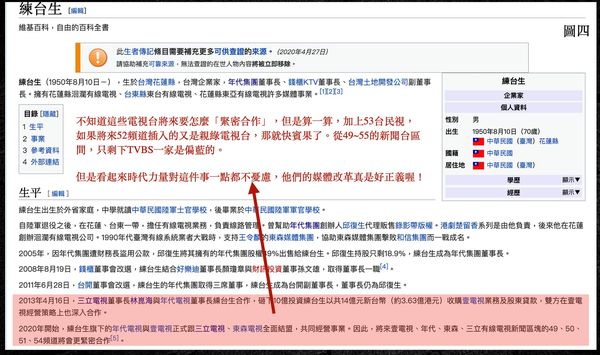 練台生 [編輯]
維基百科,自由的百科全書
圖四
此生者傳記條目需要補充更多可供查證的來源。 (2020年4月27日)
請協助補充可靠來源,無法查證的在世人物內容將被立即移除。
練台生(1950年8月10日-),生於台灣花蓮縣,台灣企業家,年代集團董事長、錢櫃KTV董事長、台灣土地開發公司副董事
長。擁有花蓮縣洄瀾有線電視、台東縣東台有線電視、花蓮縣東亞有線電視許多媒體事業。[1][2][3]
目錄 [隱藏]
1 生平
2 事業
3 參考資料
4 外部連結
不知道這些電視台將來要怎麼「緊密合作」,但是算一算,加上53台民視,
如果將來52頻道插入的又是親綠電視台,那就快賓果了。從49~55的新聞台區
間,只剩下TVBS一家是偏藍的。
但是看起來時代力量對這件事一點都不憂慮,他們的媒體改革真是好正義喔!
練台生
企業家
個人資料
性別 男
出生 1950年8月10日(70歲)
中華民國(臺灣)花蓮縣
國籍 中華民國
居住地 中華民國(臺灣)
學歷 顯示▼
經歷 顯示▼
生平 [編輯]
練台生出生於外省家庭,中學就讀中華民國陸軍士官學校,後畢業於中華民國陸軍軍官學校。
自陸軍退役之後,在花蓮、台東一帶,擔任有線電視業務,負責線路管理。曾幫助年代集團創辦人邱復生代理販售錄影帶版權。港劇楚留香系列是由他負責,後來他在花蓮
創辦洄瀾有線電視公司。1990年代臺灣有線系統業者大戰時,支持王令麟的東森媒體集團,協助東森媒體集團擊敗和信集團而一戰成名。
2005年,因年代集團遭財務長盜用公款,邱復生將其擁有的年代集團股權49%出售給練台生。邱復生持股只剩18.9%,練台生成為年代集團董事長。
2008年8月19日,錢櫃董事會改選,練台生結合好樂迪董事長顏瓊章與財訊投資董事孫文雄,取得董事長一職[4]。
2011年6月28日,台開董事會改選,練台生的年代集團取得三席董事,練台生成為台開副董事長,董事長仍為邱復生。
2013年4月16日,三立電視董事長林崑海與年代電視董事長練台生合作,砸了10億投資練台生以共14億元新台幣(約3.63億港元)收購壹電視業務及股東貸款,雙方在壹電
視經營策略上也深入合作。
2020年開始,練台生旗下的年代電視與壹電視正式跟三立電視、東森電視全面結盟,共同經營事業。因此,將來壹電視、年代、東森、三立有線電視新聞區塊的49、50、
51、54頻道將會更緊密合作[5]。